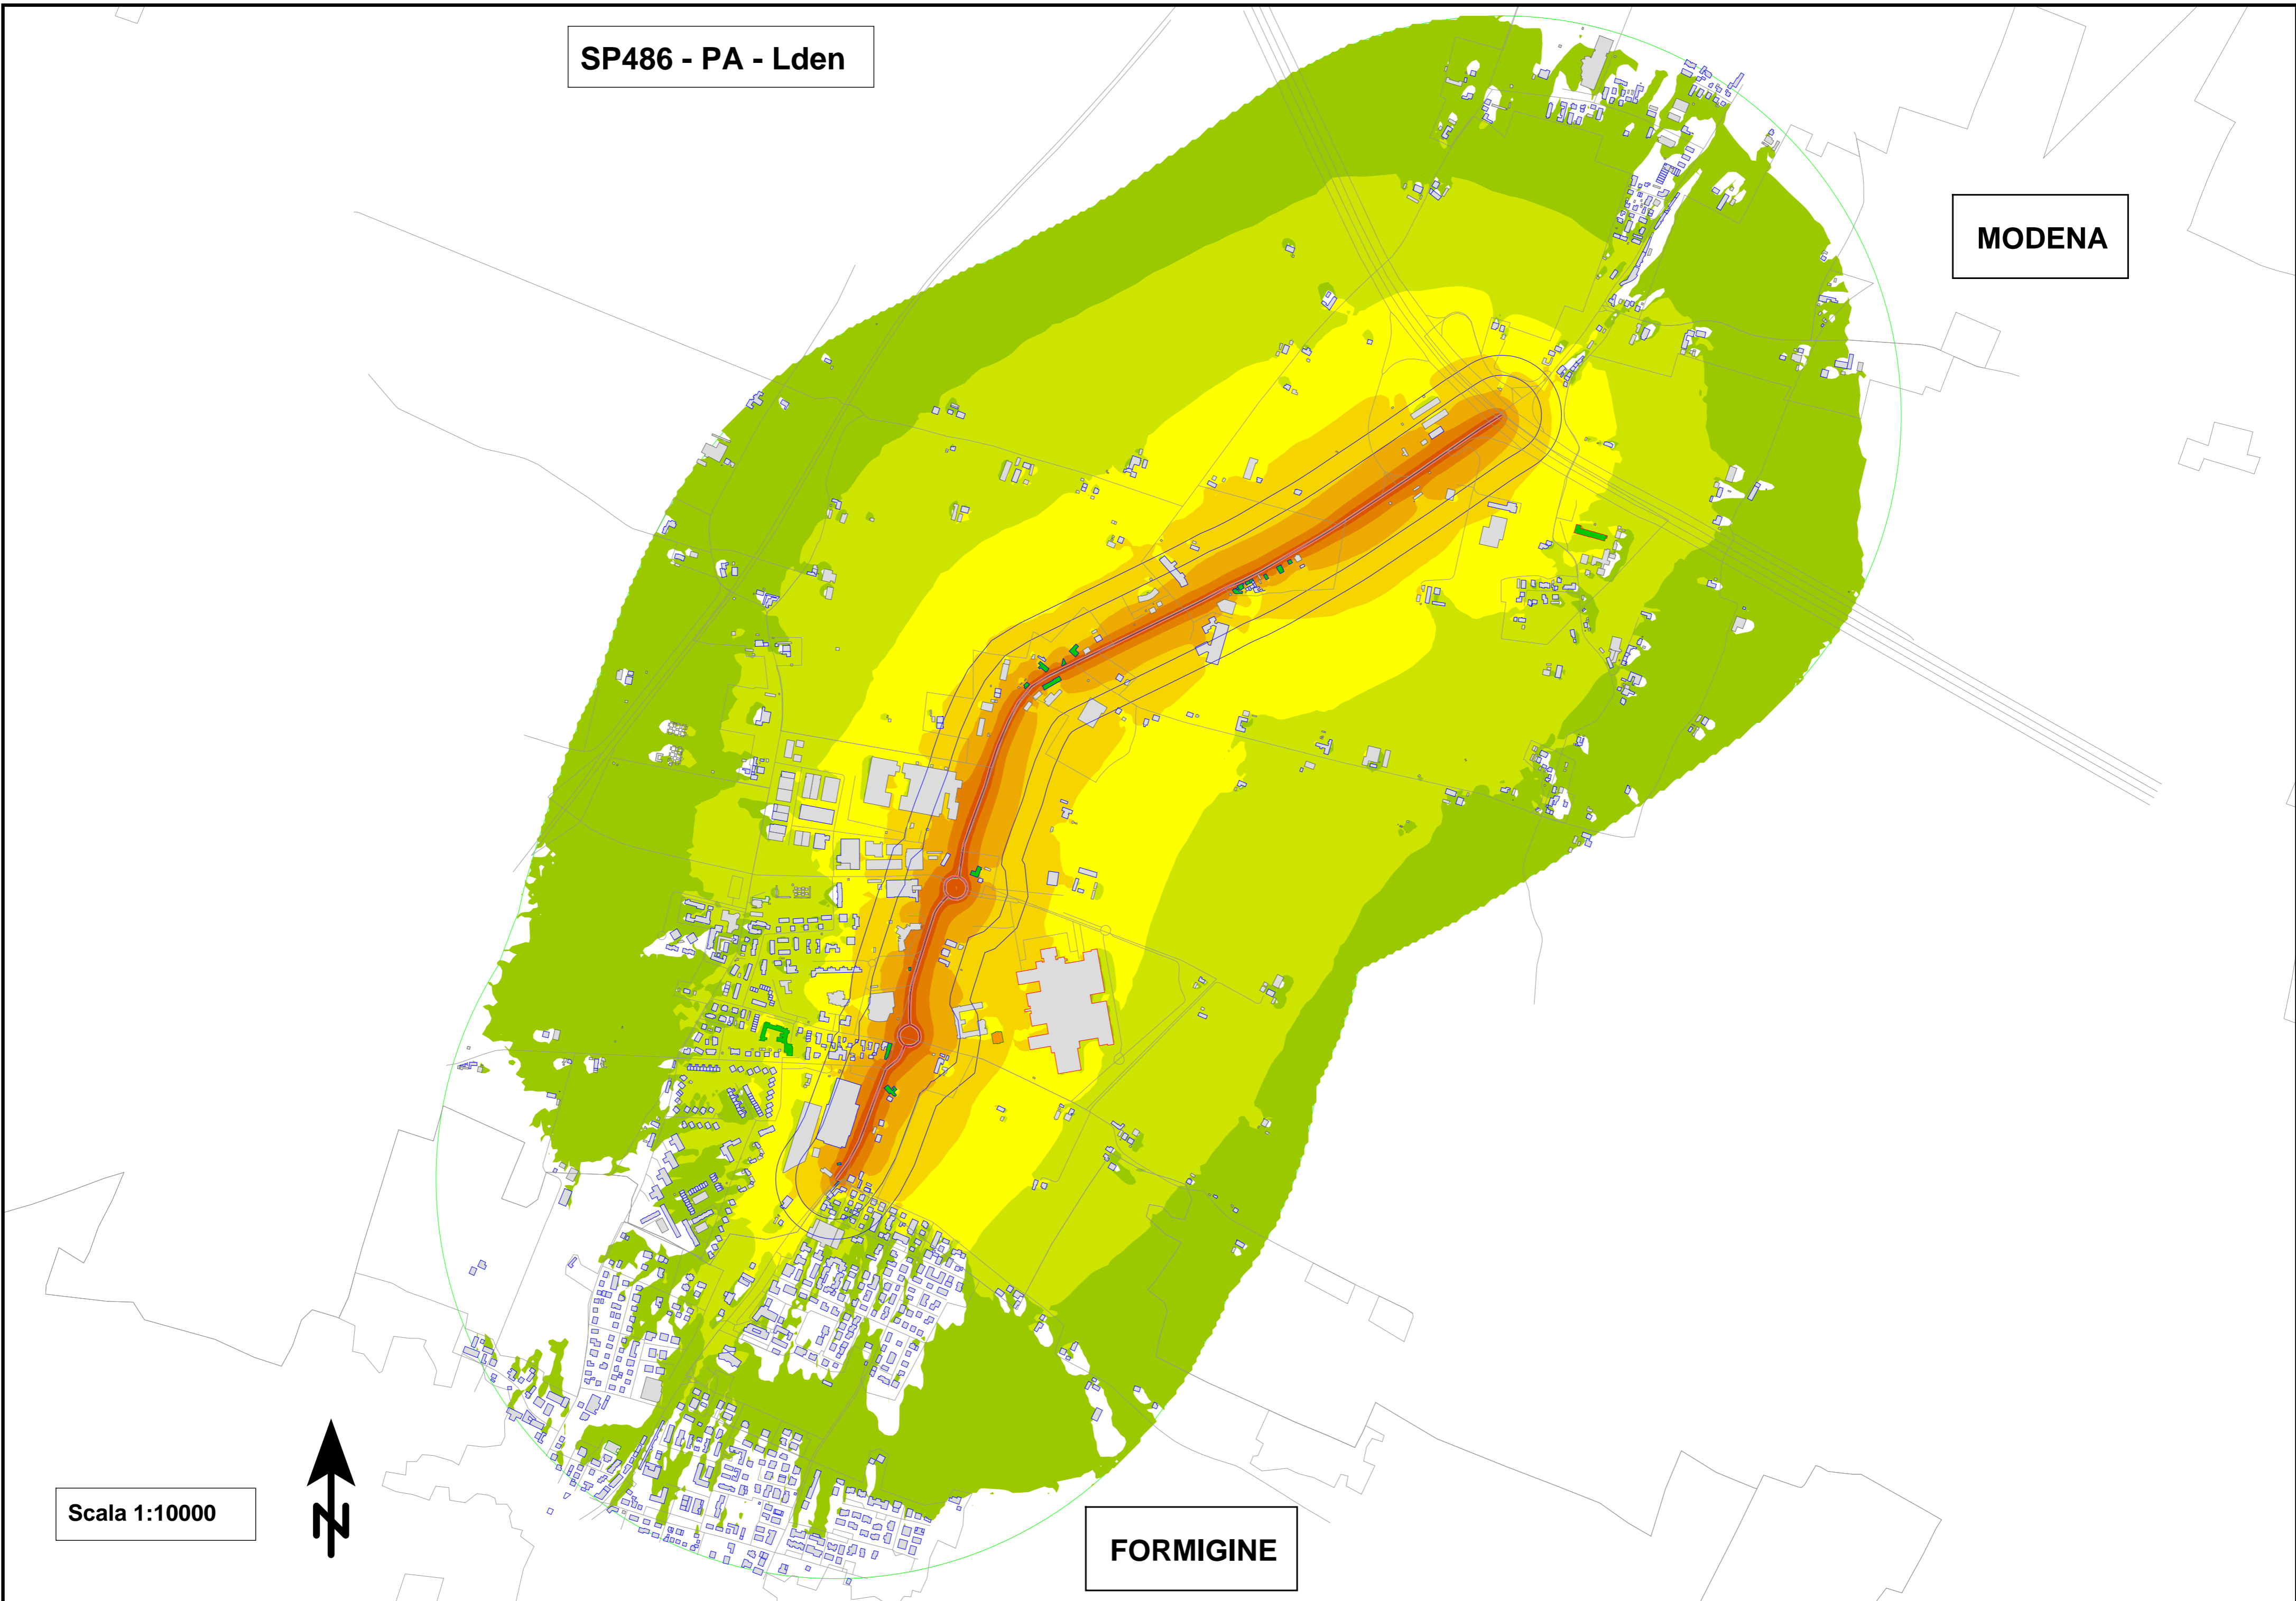 SP486 - PA - Lden
MODENA
Scala 1:10000
N
FORMIGINE